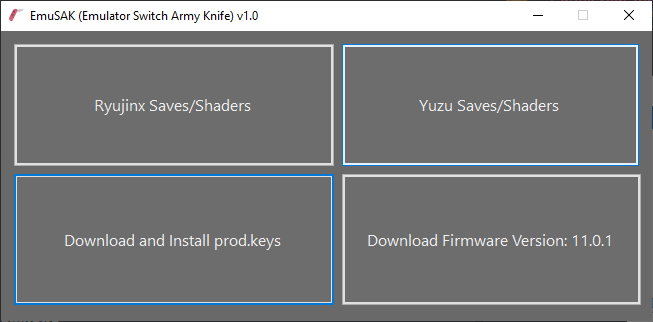 EmuSAK (Emulator Switch Army Knife) v1.0
Ryujinx Saves/Shaders
Yuzu Saves/Shaders
Download and Install prod.keys
Download Firmware Version: 11.0.1